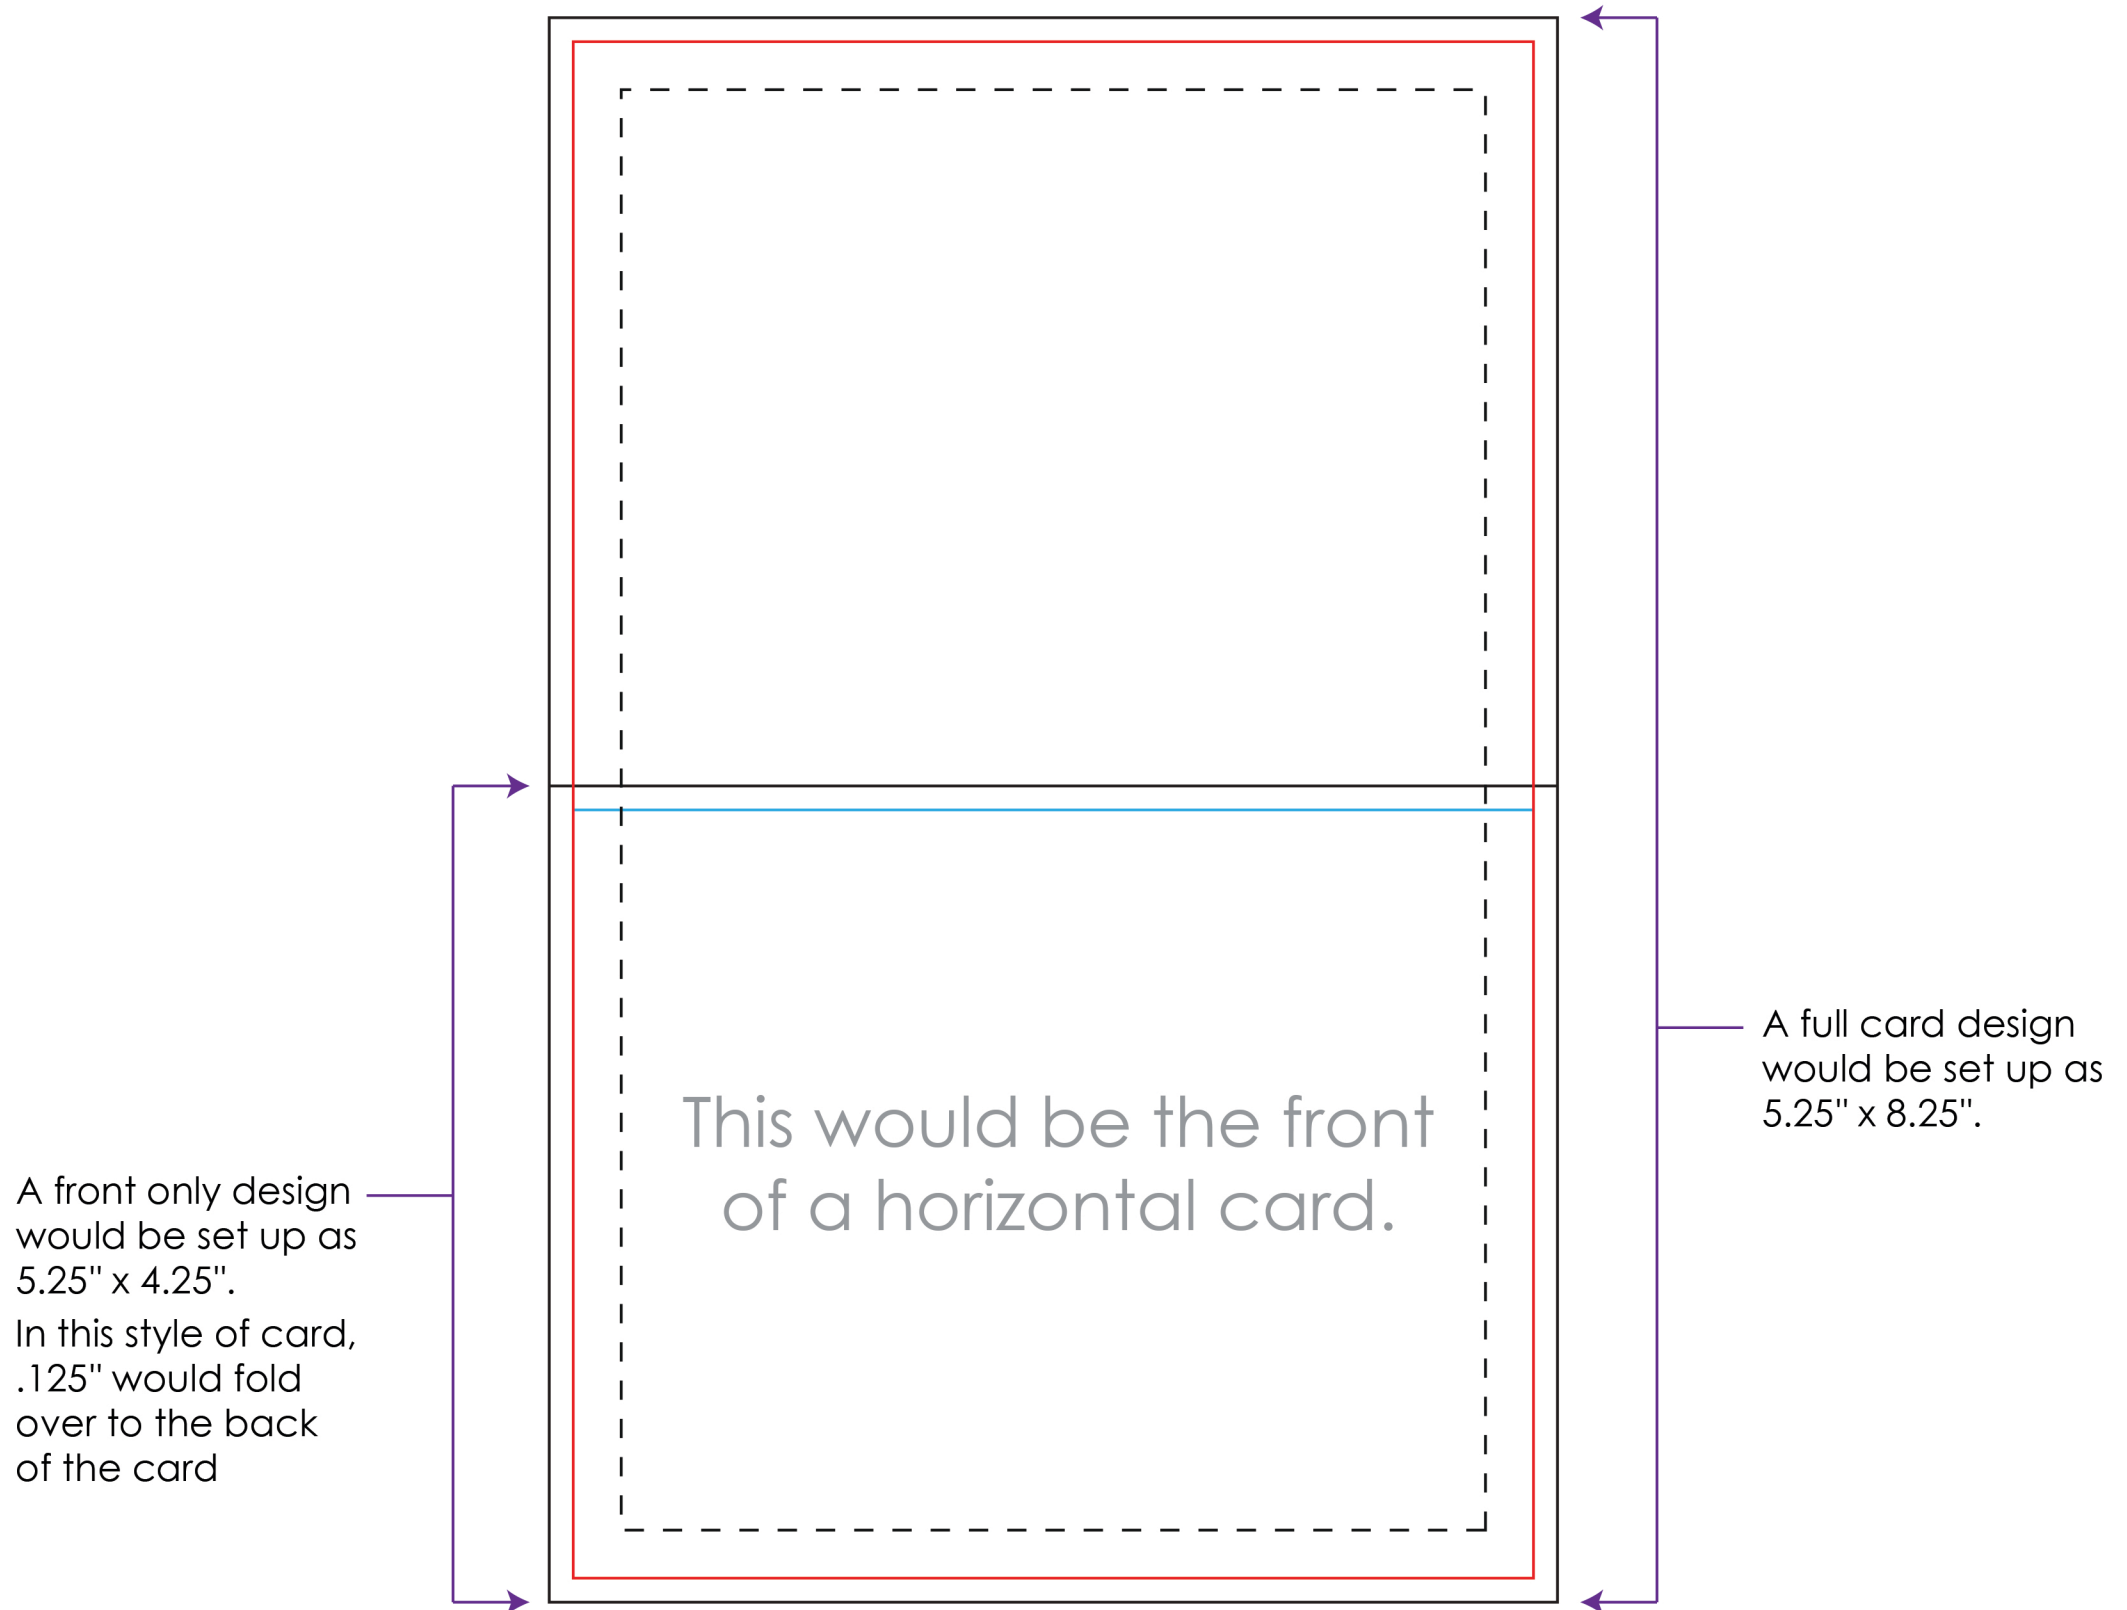 A full card design
would be set up as
5.25" x 8.25".
This would be the front
of a horizontal card.
A front only design
would be set up as
5.25" x 4.25".
In this style of card,
.125" would fold
over to the back
of the card